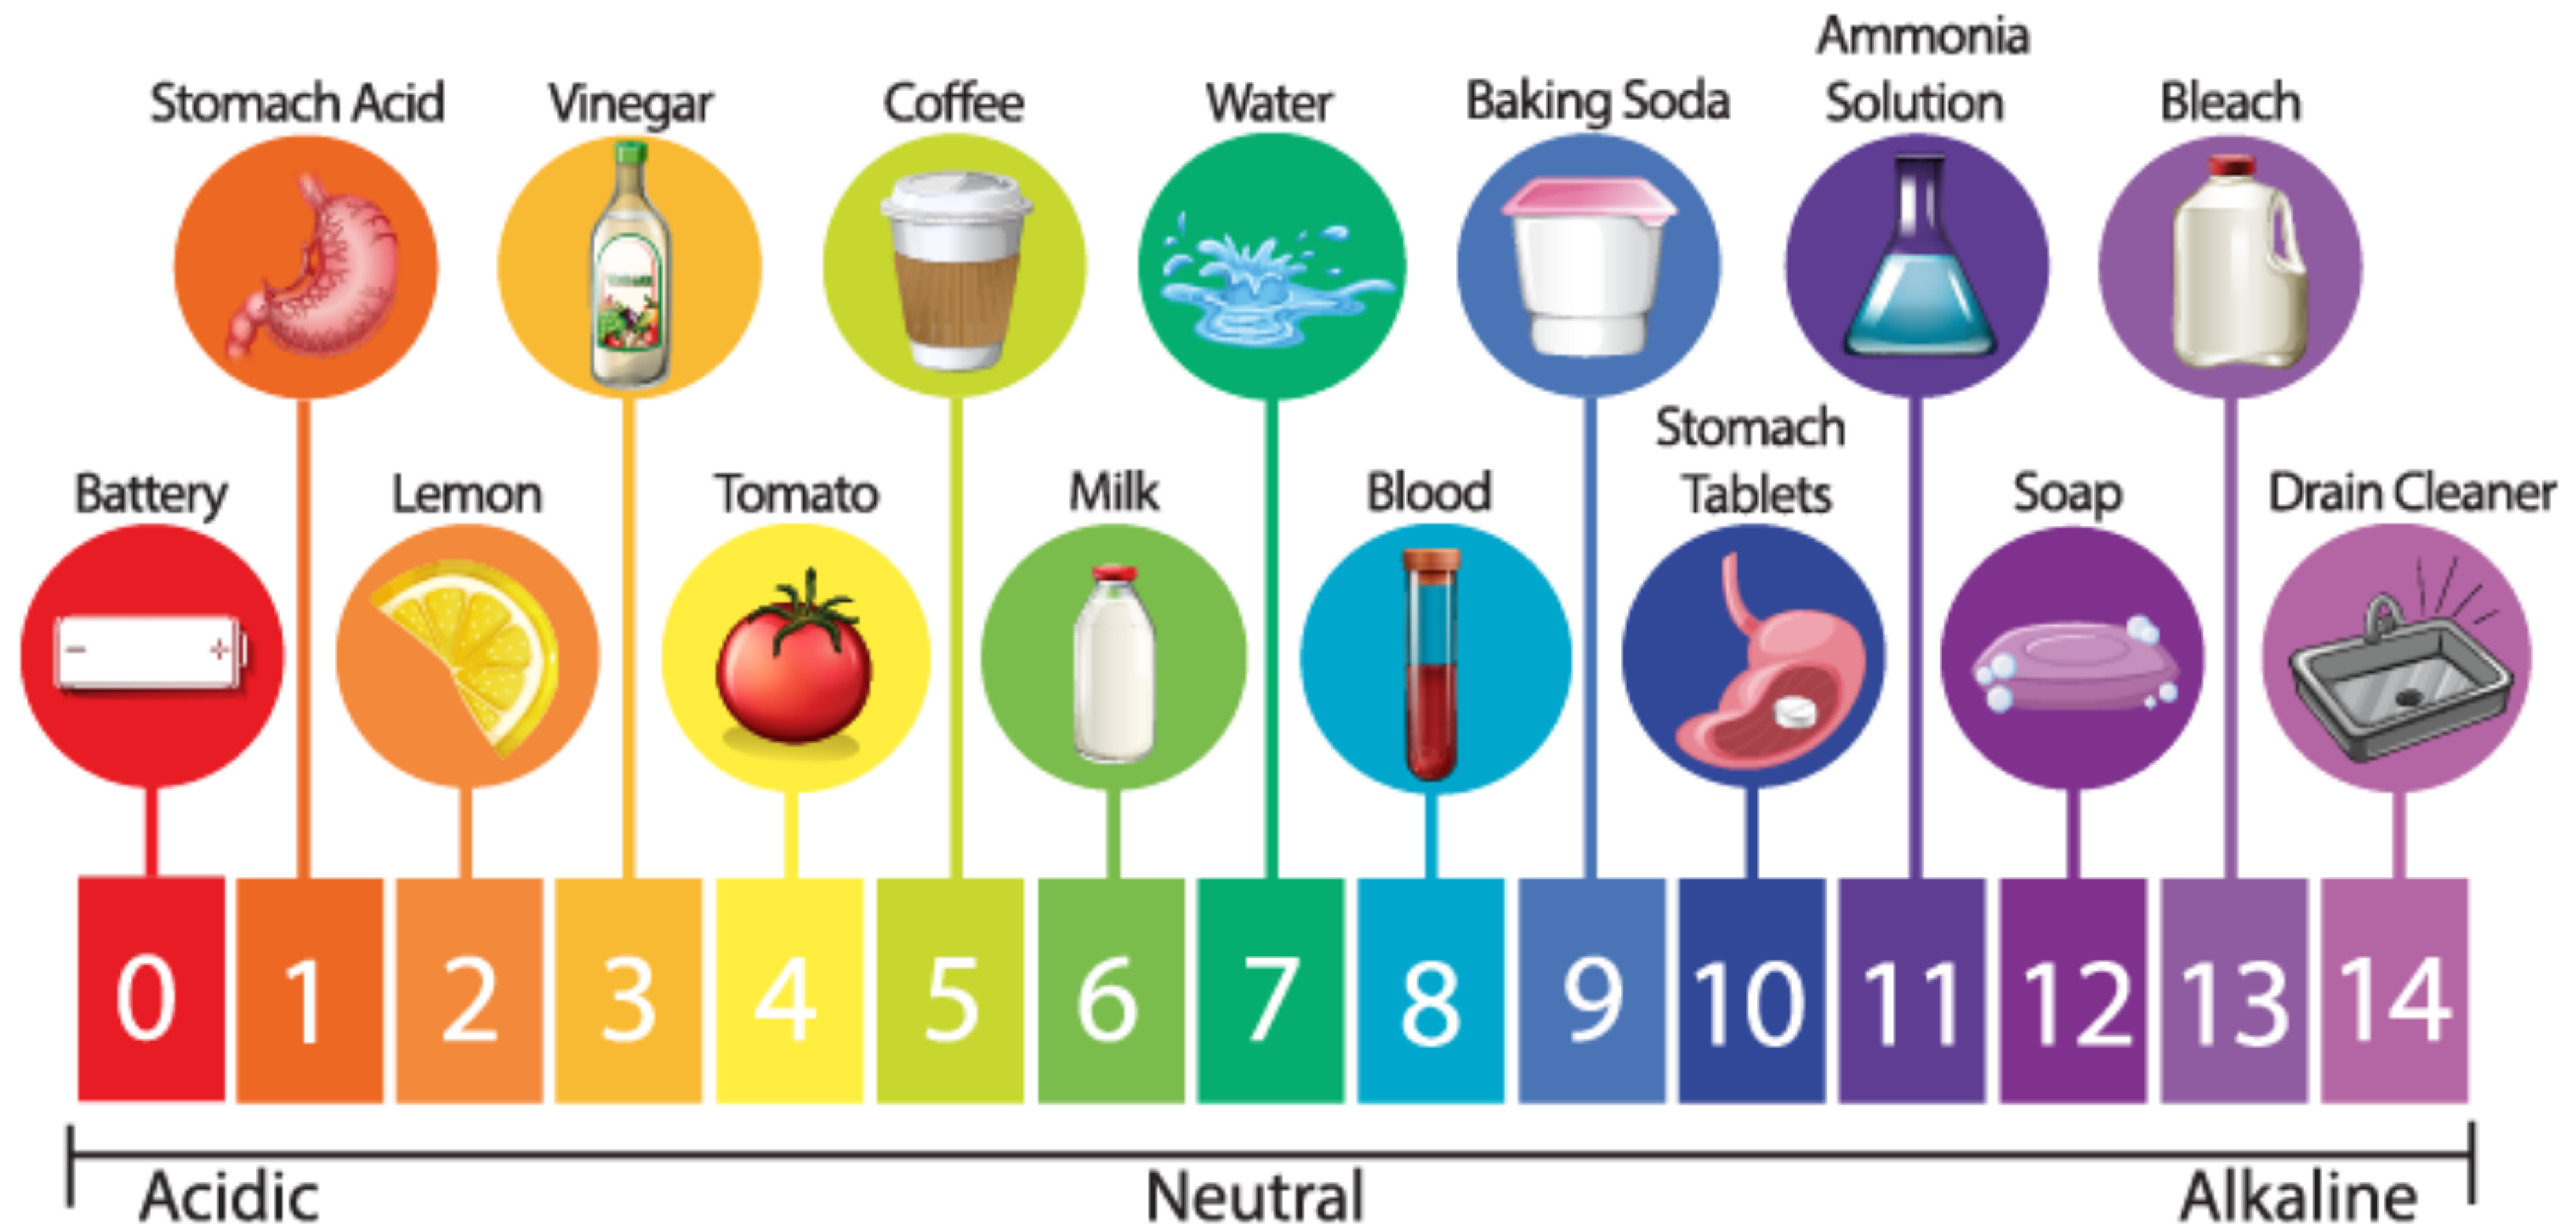 Ammonia
Stomach Acid Vinegar Coffee Water Baking Soda Solution Bleach
Stomach
Battery Lemon Tomato Milk Blood Tablets Soap Drain Cleaner
- +
0 1 2 3 4 5 6 7 8 9 10 11 12 13 14
Acidic Neutral Alkaline